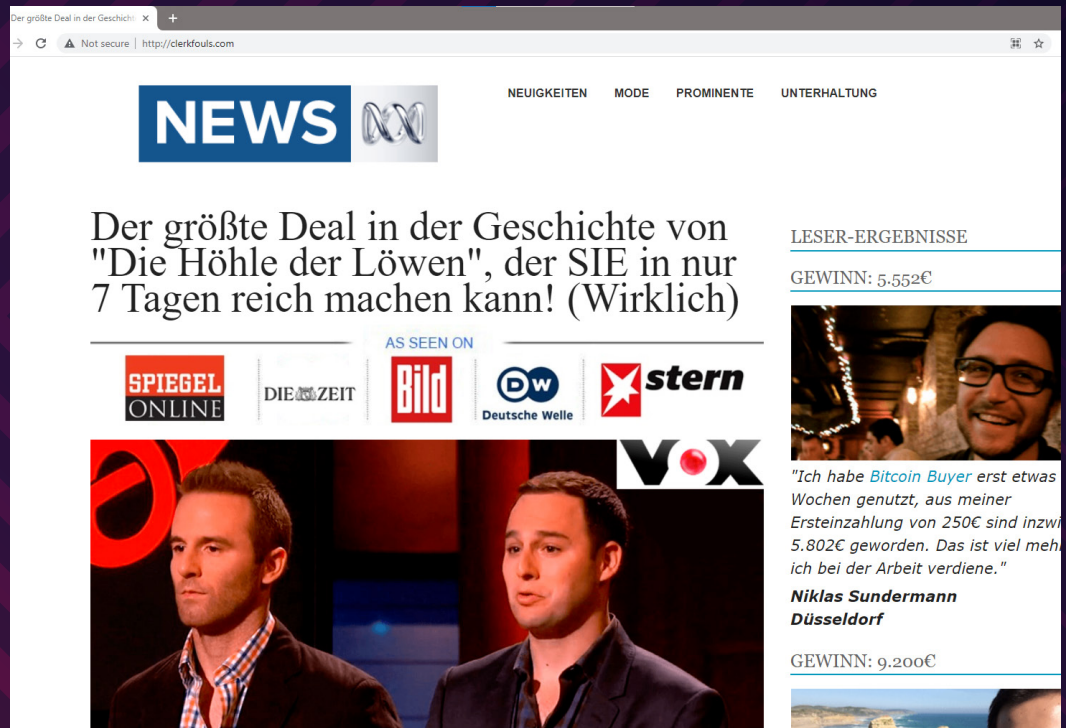 Der größte Deal in der Geschicht
Not secure
http://clerkfouls.com
NEWS
NEUIGKEITEN
MODE
PROMINENTE
UNTERHALTUNG
Der größte Deal in der Geschichte von
"Die Höhle der Löwen", der SIE in nur
7 Tagen reich machen kann! (Wirklich)
AS SEEN ON
SPIEGEL
ONLINE
DIE ZEIT
Bild
DW
Deutsche Welle
stern
VOX
LESER-ERGEBNISSE
GEWINN: 5.552€
"Ich habe Bitcoin Buyer erst etwas
Wochen genutzt, aus meiner
Ersteinzahlung von 250€ sind inzwi
5.802€ geworden. Das ist viel meh
ich bei der Arbeit verdiene."
Niklas Sundermann
Düsseldorf
GEWINN: 9.200€